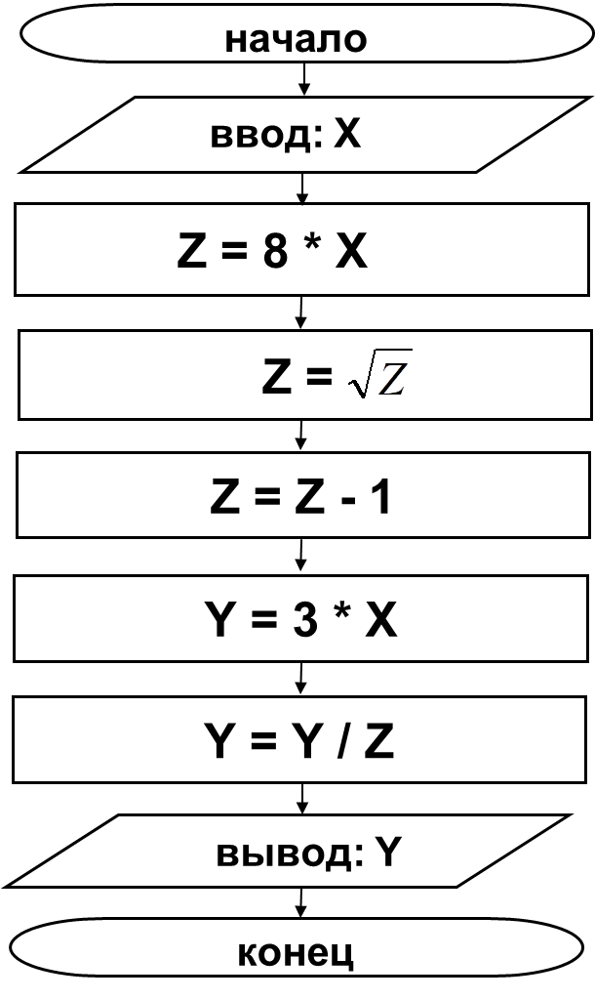 начало
ввод: X
Z = 8 * X
Z = √Z
Z = Z - 1
Y = 3 * X
Y = Y / Z
вывод: Y
конец